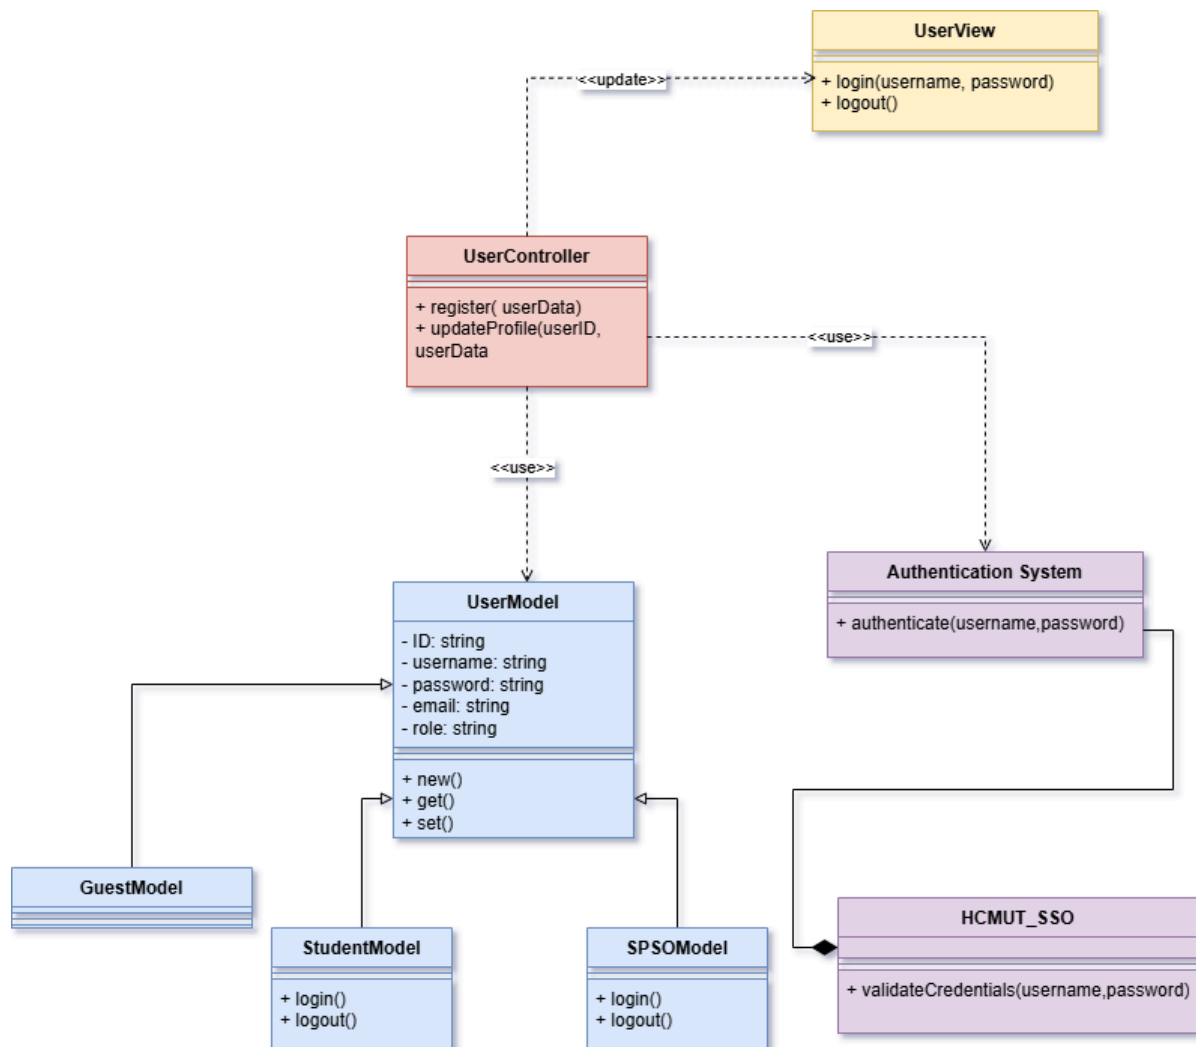 UserView
+ login(username, password)
+ logout()
<<update>>
UserController
+ register( userData)
+ updateProfile(userID,
userData
<<use>>
<<use>>
UserModel
- ID: string
- username: string
- password: string
- email: string
- role: string
+ new()
+ get()
+ set()
Authentication System
+ authenticate(username,password)
GuestModel
StudentModel
+ login()
+ logout()
SPSOModel
+ login()
+ logout()
HCMUT_SSO
+ validateCredentials(username,password)